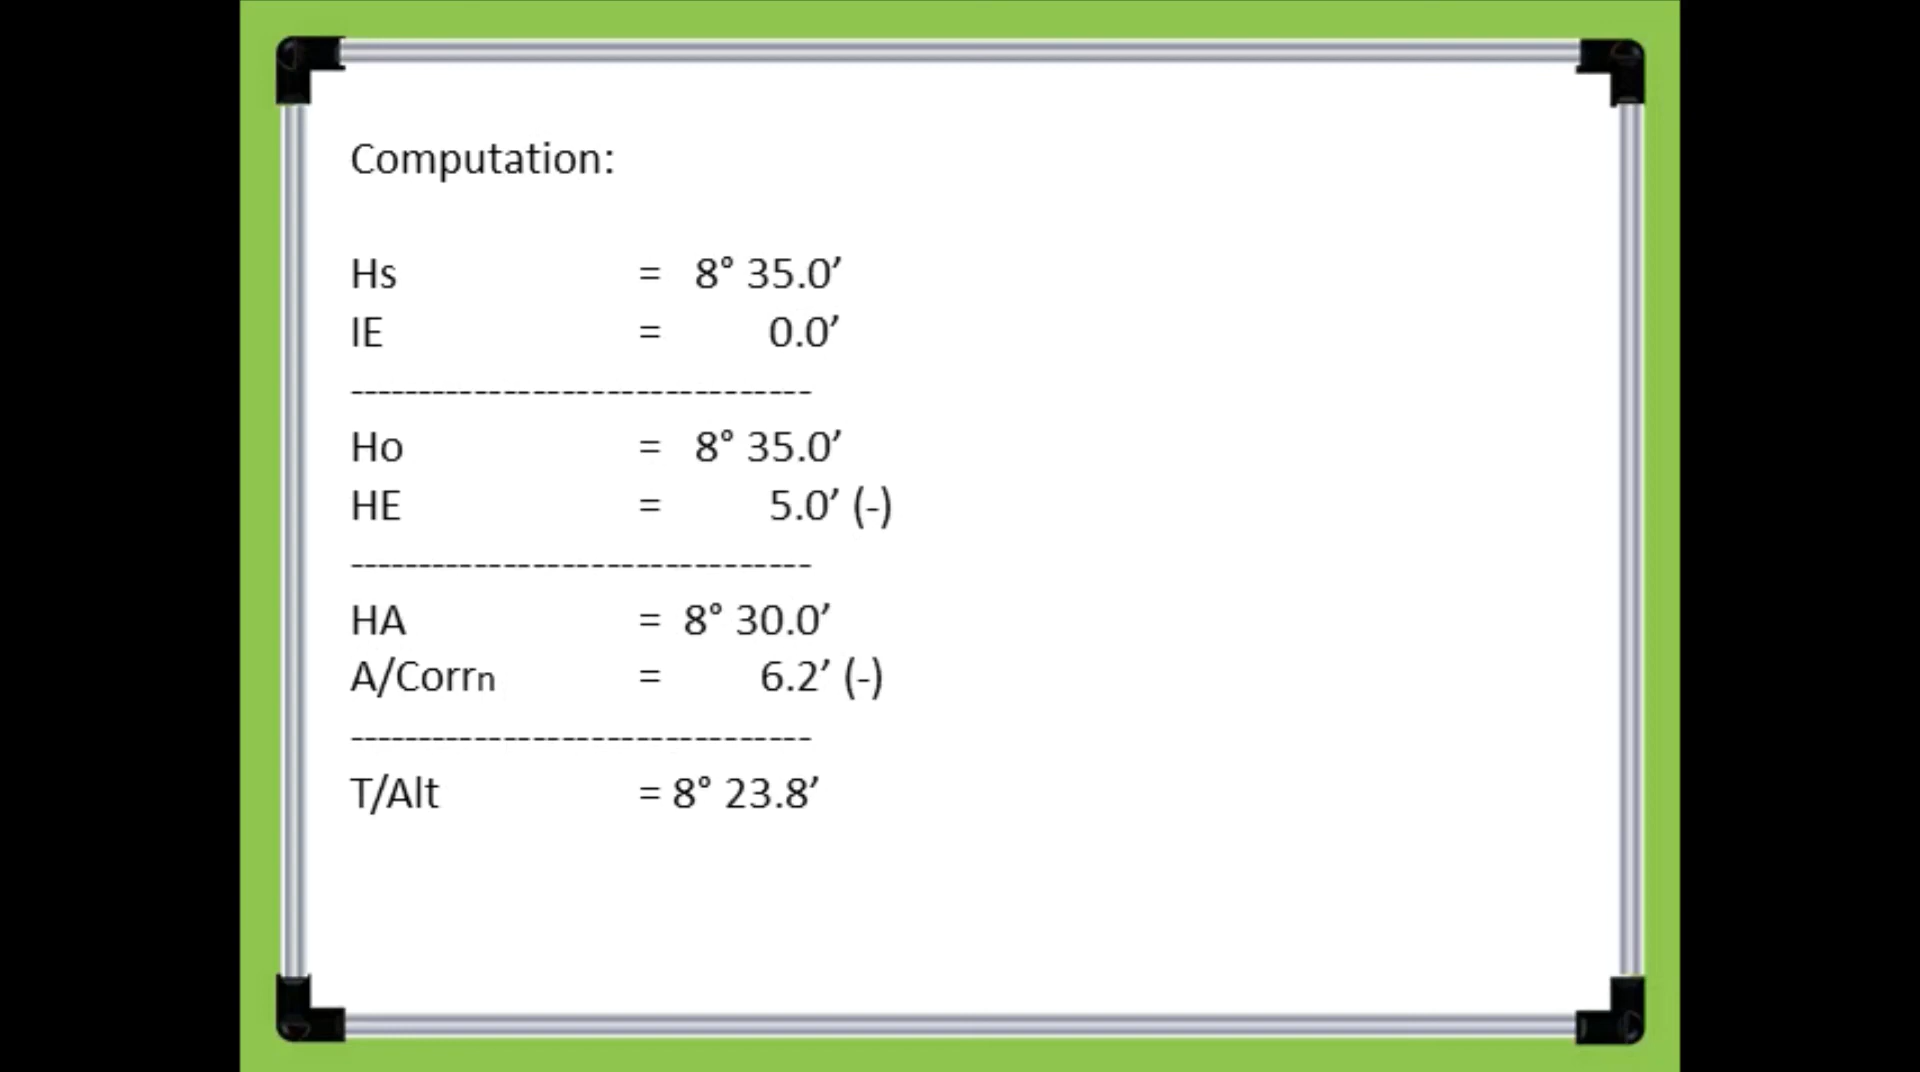 Computation:
Hs = 8° 35.0’
IE = 0.0’
---------------------------------
Ho = 8° 35.0’
HE = 5.0’ (-)
---------------------------------
HA = 8° 30.0’
A/Corrn = 6.2’ (-)
---------------------------------
T/Alt = 8° 23.8’